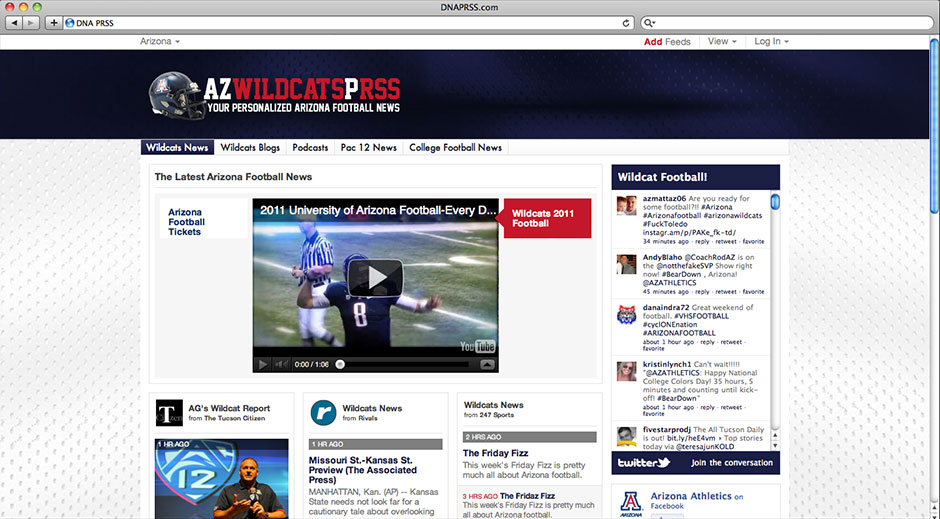 DNAPRSS.com
DNA PRSS
Arizona
Add Feeds
View
Log In
AZWILDCATSPRSS
YOUR PERSONALIZED ARIZONA FOOTBALL NEWS
Wildcats News
Wildcats Blogs
Podcasts
Pac 12 News
College Football News
The Latest Arizona Football News
Arizona
Football
Tickets
2011 University of Arizona Football-Every D...
8
YouTube
0:00 / 1:06
Wildcats 2011
Football
AG's Wildcat Report
from The Tucson Citizen
1 HR AGO
Wildcats News
from Rivals
1 HR AGO
Missouri St.-Kansas St.
Preview (The Associated
Press)
MANHATTAN, Kan. (AP) -- Kansas
State needs not look far for a
cautionary tale about overlooking
Wildcats News
from 247 Sports
2 HRS AGO
The Friday Fizz
This week's Friday Fizz is pretty
much all about Arizona football.
3 HRS AGO The Fridaz Fizz
This week's Friday Fizz is pretty
much all about Arizona football.
Wildcat Football!
azmattaz06 Are you ready for
some football?!! #Arizona
#Arizonafootball #arizonawildcats
#FuckToledo
instagr.am/p/PAKe_fk-td/
34 minutes ago · reply · retweet · favorite
AndyBlaho @CoachRodAZ is on
the @notthefakeSVP Show right
now! #BearDown , Arizona!
@AZATHLETICS
45 minutes ago · reply · retweet · favorite
danaindra72 Great weekend of
football. #VHSFOOTBALL
#cyclONEnation
#ARIZONAFOOTBALL
about 1 hour ago · reply · retweet ·
favorite
kristinlynch1 Can't wait!!!!!
"@AZATHLETICS: Happy National
College Colors Day! 35 hours, 5
minutes and counting until kick-
off! #BearDown"
about 1 hour ago · reply · retweet ·
favorite
fivestarprodj The All Tucson Daily
is out! bit.ly/heE4vm ▸ Top stories
today via @teresajunKOLD
twitter
Join the conversation
Arizona Athletics on
Facebook